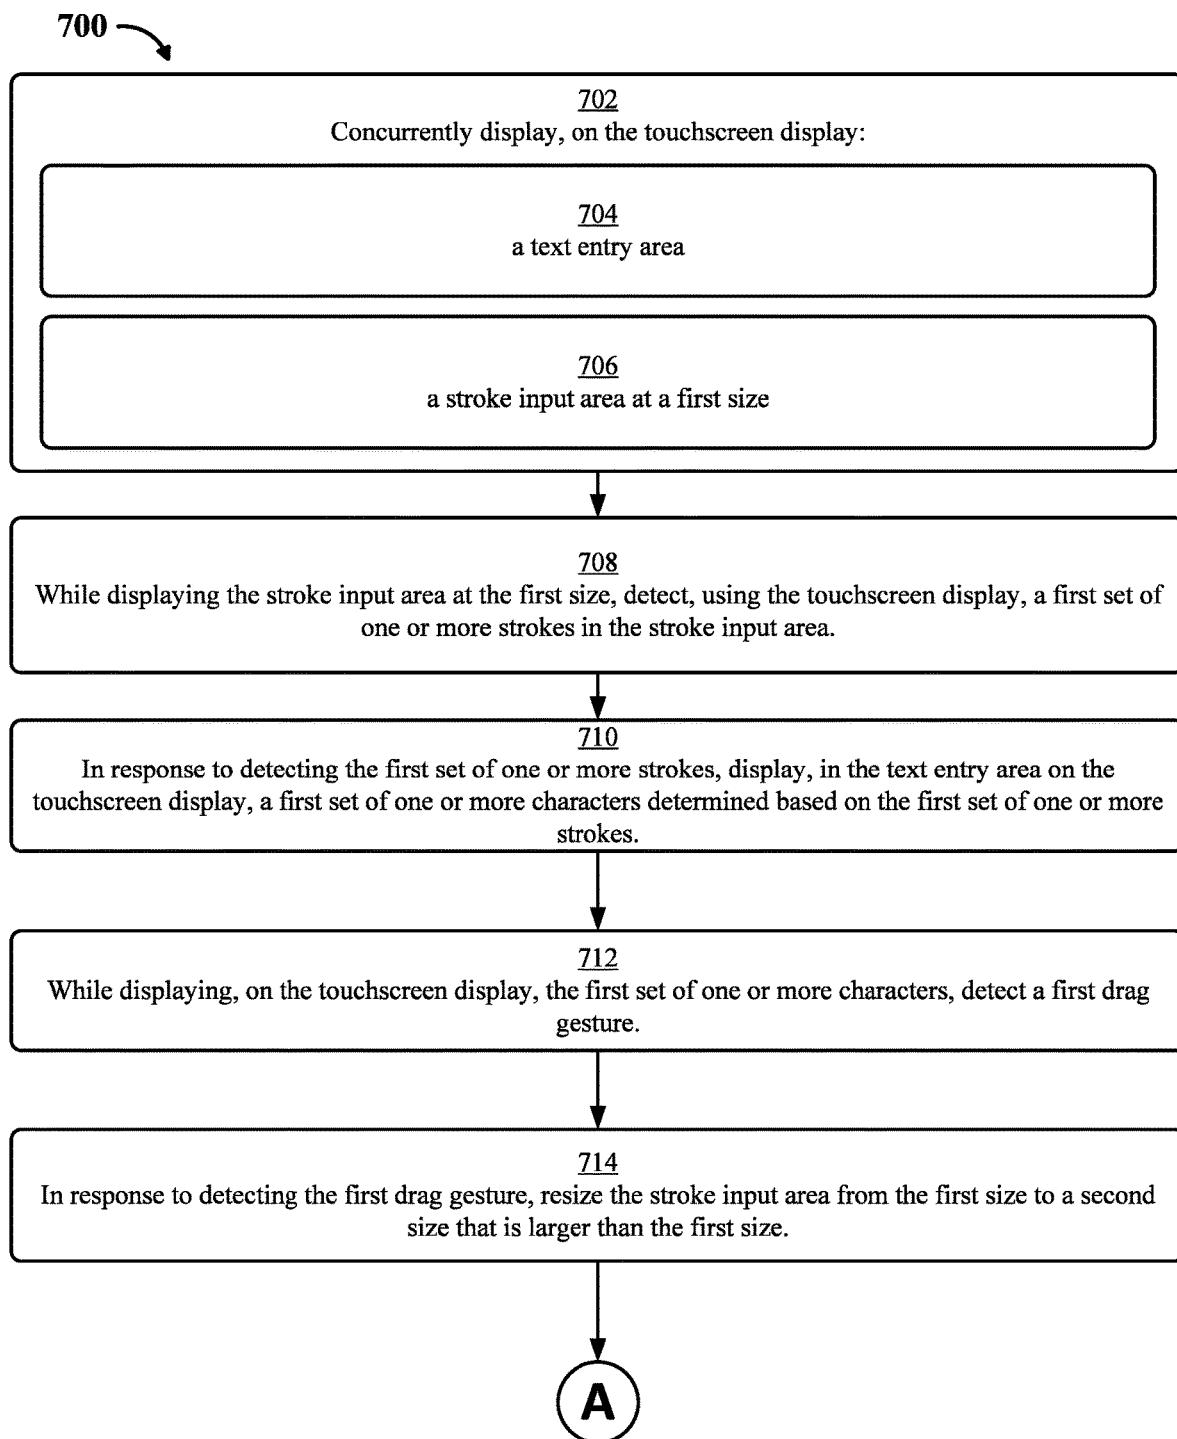 700
702
Concurrently display, on the touchscreen display:
704
a text entry area
706
a stroke input area at a first size
708
While displaying the stroke input area at the first size, detect, using the touchscreen display, a first set of
one or more strokes in the stroke input area.
710
In response to detecting the first set of one or more strokes, display, in the text entry area on the
touchscreen display, a first set of one or more characters determined based on the first set of one or more
strokes.
712
While displaying, on the touchscreen display, the first set of one or more characters, detect a first drag
gesture.
714
In response to detecting the first drag gesture, resize the stroke input area from the first size to a second
size that is larger than the first size.
A